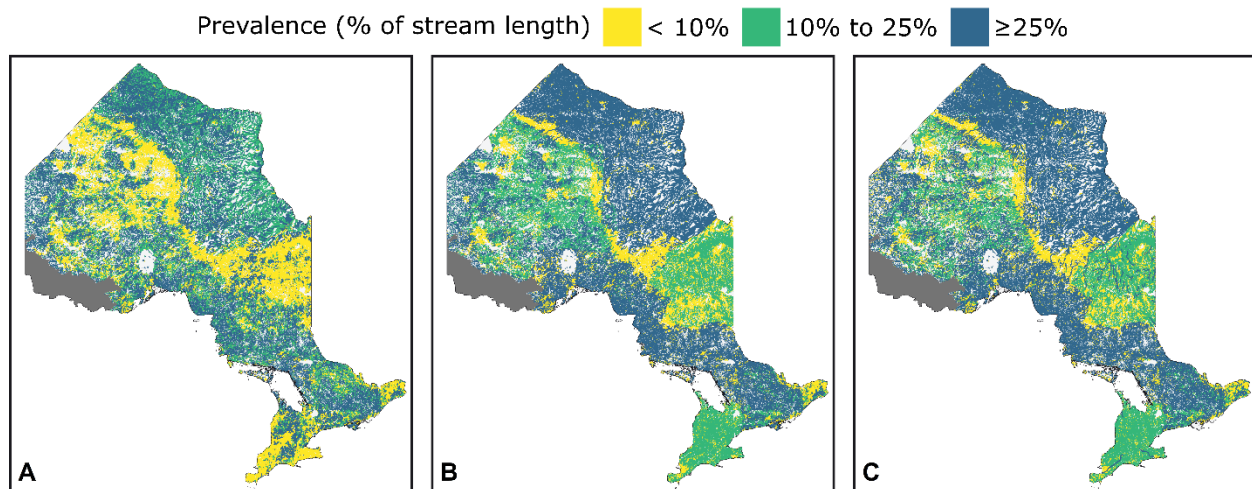 Prevalence (% of stream length) < 10% 10% to 25% ≥25%
A B C